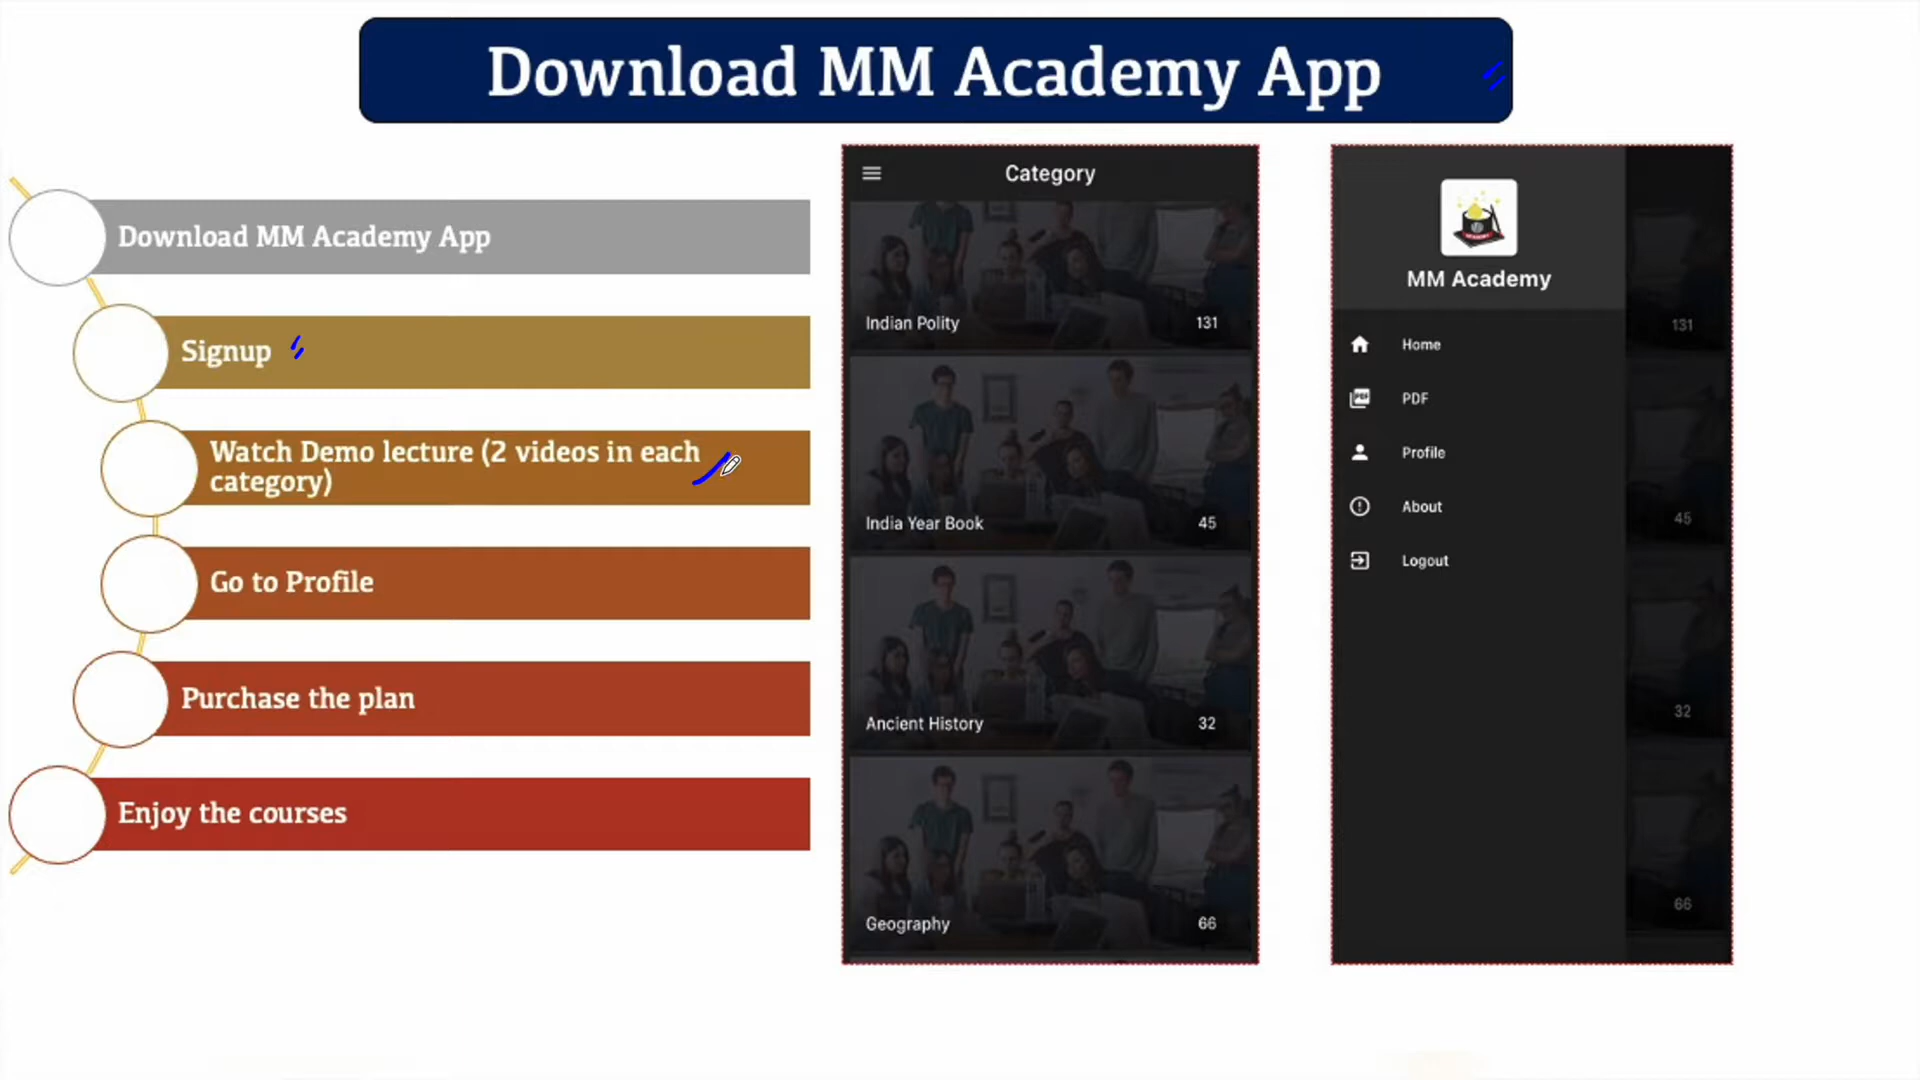 Download MM Academy App
Download MM Academy App
Signup
Watch Demo lecture (2 videos in each
category)
Go to Profile
Purchase the plan
Enjoy the courses
Category
Indian Polity 131
India Year Book 45
Ancient History 32
Geography 66
MM Academy
Home
PDF
Profile
About
Logout
131
45
32
66